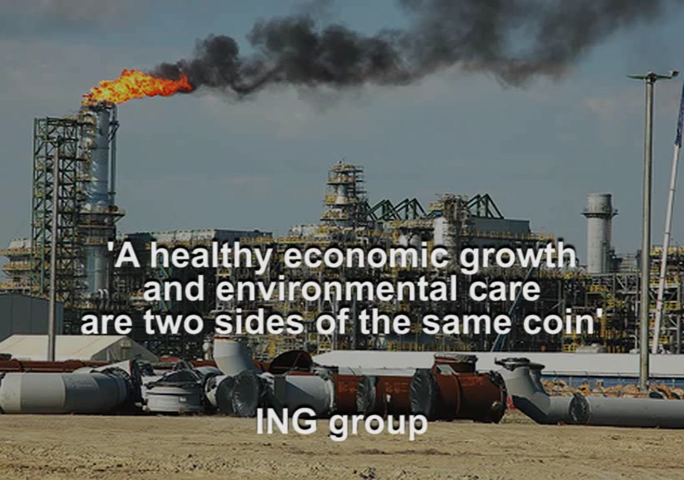 'A healthy economic growth
and environmental care
are two sides of the same coin'
ING group